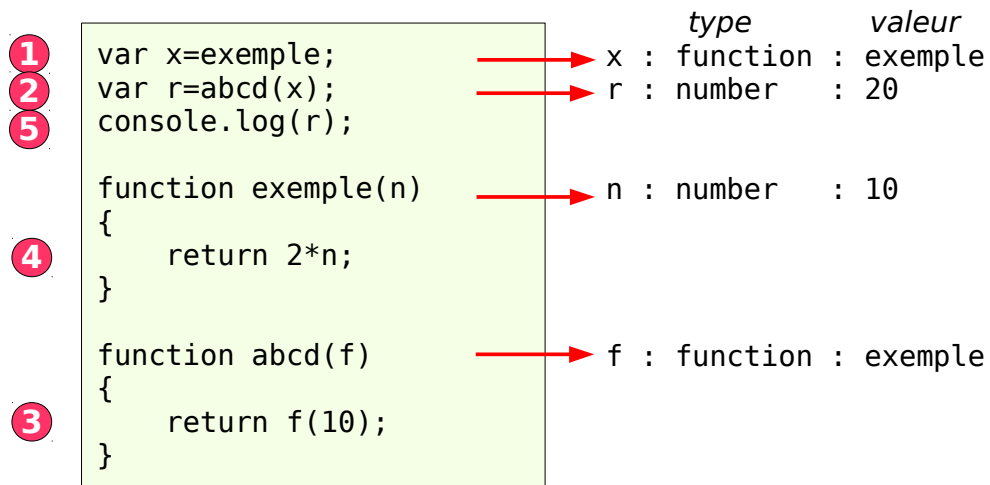 type valeur
1 var x=exemple; x : function : exemple
2 var r=abcd(x); r : number : 20
5 console.log(r);
function exemple(n) n : number : 10
{
4 return 2*n;
}
function abcd(f) f : function : exemple
{
3 return f(10);
}